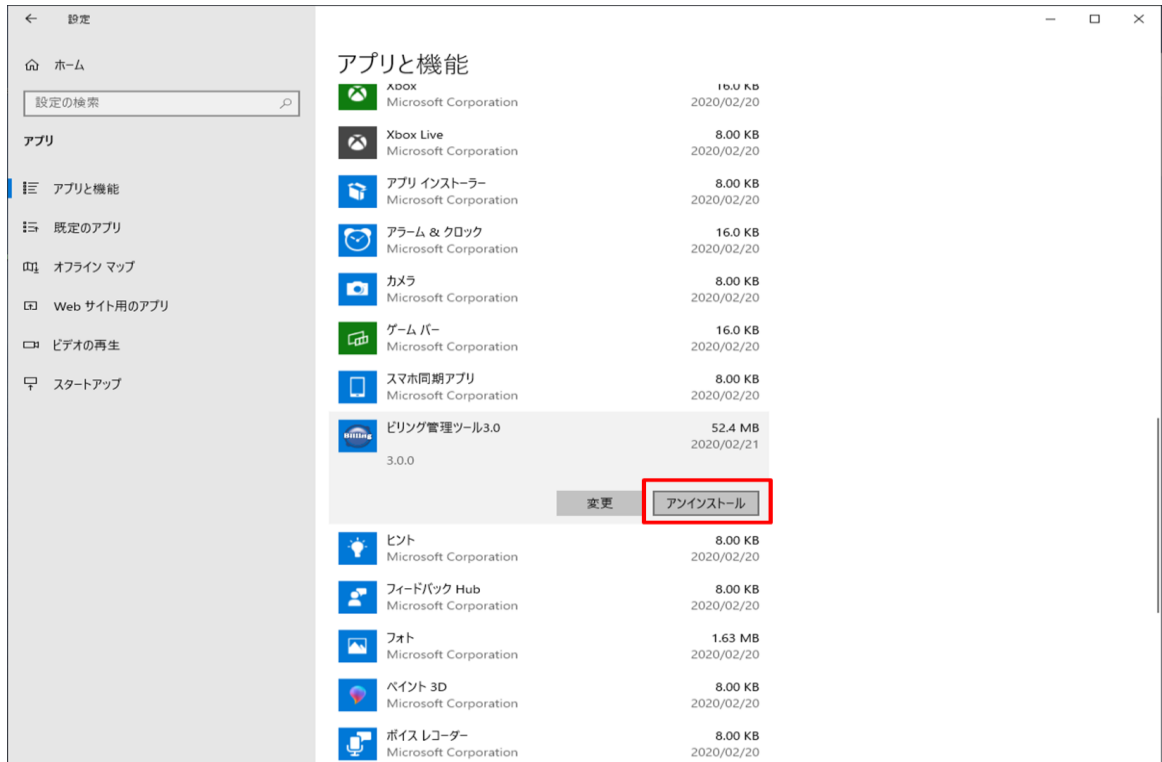 設定
ホーム
設定の検索
アプリ
アプリと機能
既定のアプリ
オフライン マップ
Web サイト用のアプリ
ビデオの再生
スタートアップ
アプリと機能
Xbox 16.0 KB
Microsoft Corporation 2020/02/20
Xbox Live 8.00 KB
Microsoft Corporation 2020/02/20
アプリ インストーラー 8.00 KB
Microsoft Corporation 2020/02/20
アラーム & クロック 16.0 KB
Microsoft Corporation 2020/02/20
カメラ 8.00 KB
Microsoft Corporation 2020/02/20
ゲーム バー 16.0 KB
Microsoft Corporation 2020/02/20
スマホ同期アプリ 8.00 KB
Microsoft Corporation 2020/02/20
Billing
ビリング管理ツール3.0 52.4 MB
2020/02/21
3.0.0
変更 アンインストール
ヒント 8.00 KB
Microsoft Corporation 2020/02/20
フィードバック Hub 8.00 KB
Microsoft Corporation 2020/02/20
フォト 1.63 MB
Microsoft Corporation 2020/02/20
ペイント 3D 8.00 KB
Microsoft Corporation 2020/02/20
ボイス レコーダー 8.00 KB
Microsoft Corporation 2020/02/20